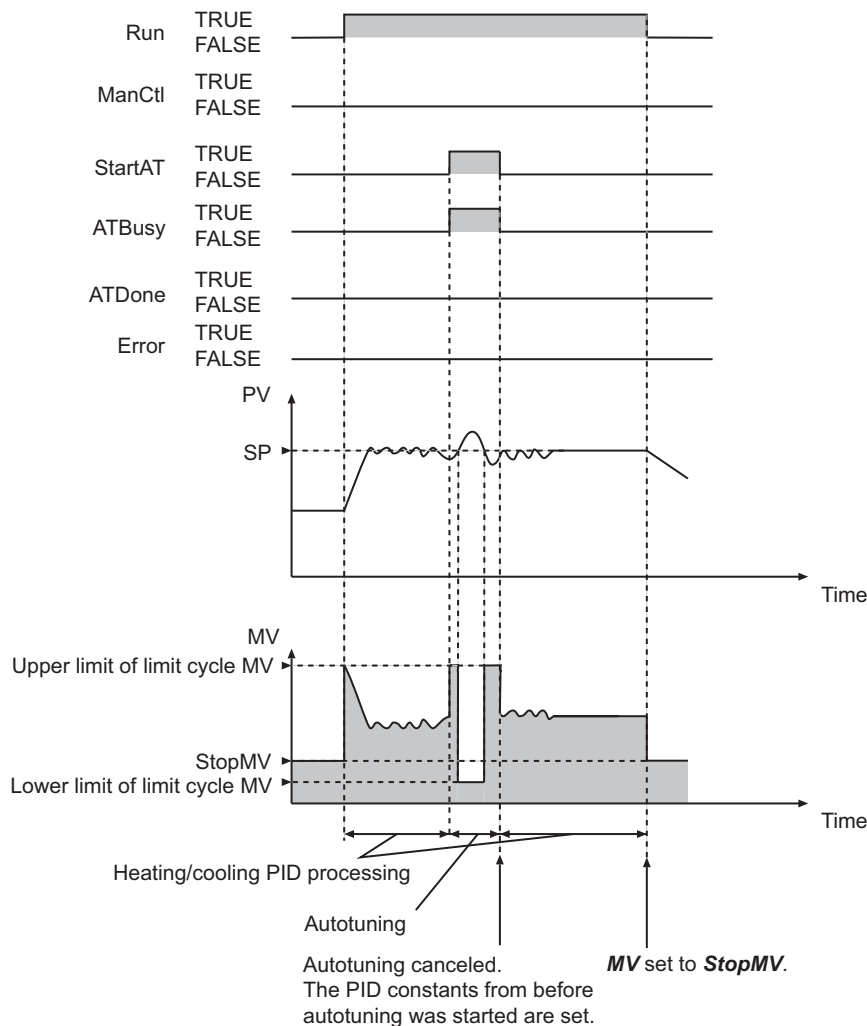 Run
TRUE
FALSE
ManCtl
TRUE
FALSE
StartAT
TRUE
FALSE
ATBusy
TRUE
FALSE
ATDone
TRUE
FALSE
Error
TRUE
FALSE
PV
SP
Time
MV
Upper limit of limit cycle MV
StopMV
Lower limit of limit cycle MV
Time
Heating/cooling PID processing
Autotuning
Autotuning canceled.
The PID constants from before
autotuning was started are set.
MV set to StopMV.